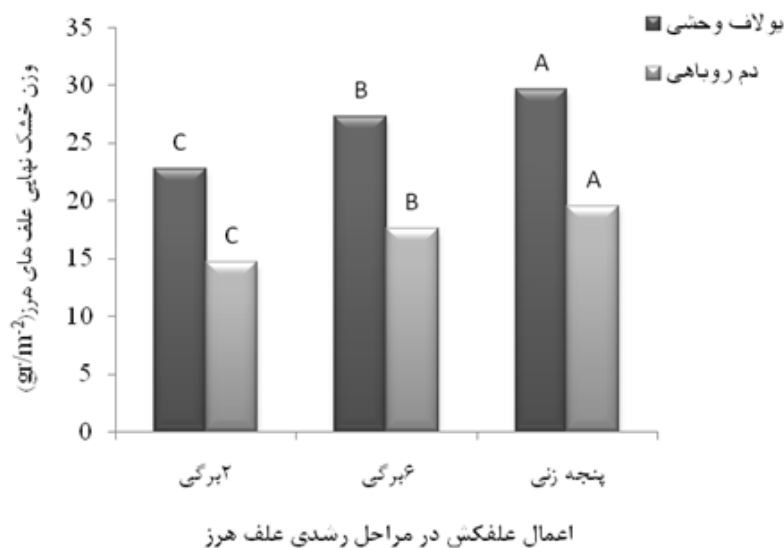 یولاف وحشی
دم روباهی
وزن خشک نهایی علف های هرز(gr/m-2)
35
30
25
20
15
10
5
0
C
C
B
B
A
A
۲برگی
۶برگی
پنجه زنی
اعمال علفکش در مراحل رشدی علف هرز